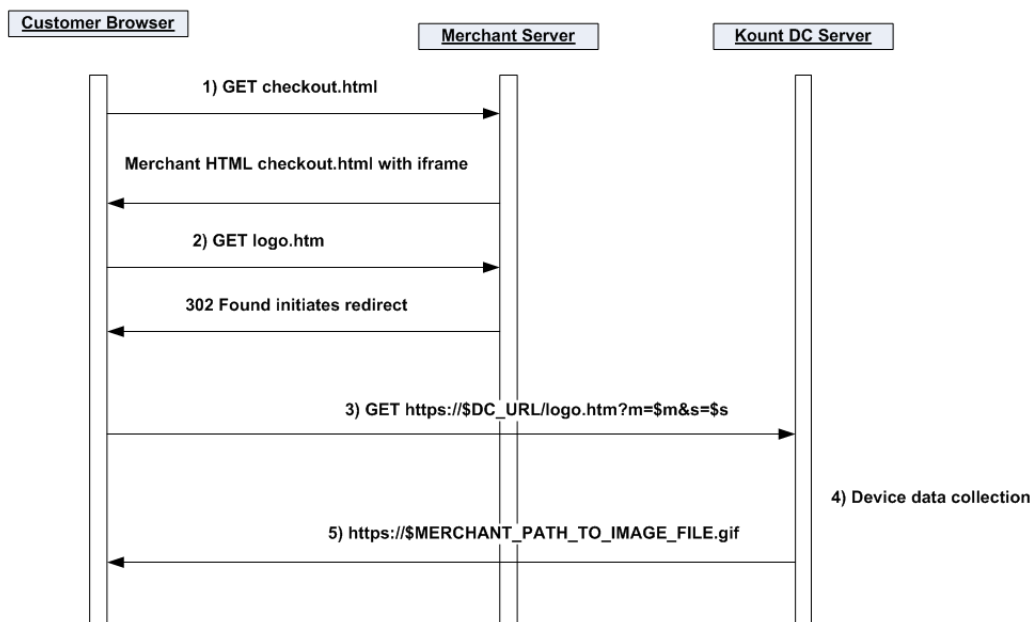 Customer Browser
Merchant Server
Kount DC Server
1) GET checkout.html
Merchant HTML checkout.html with iframe
2) GET logo.htm
302 Found initiates redirect
3) GET https://$DC_URL/logo.htm?m=$m&s=$s
4) Device data collection
5) https://$MERCHANT_PATH_TO_IMAGE_FILE.gif